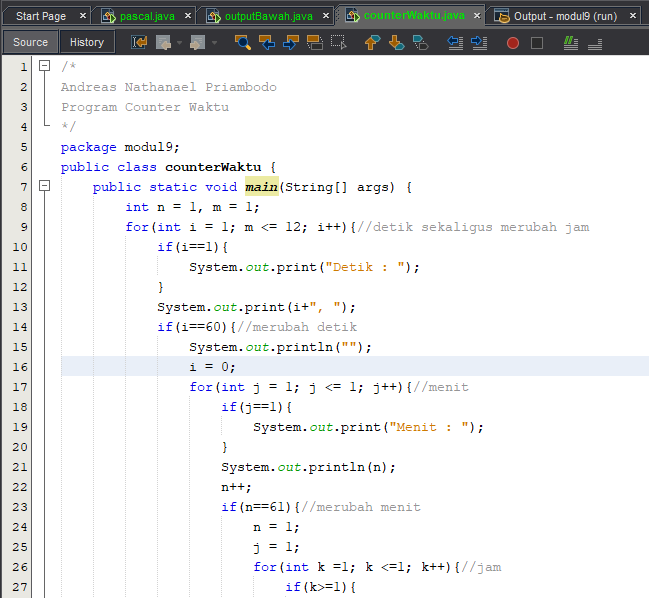 Start Page × pascal.java × outputBawah.java × counterWaktu.java × Output - modul9 (run) ×
Source History
1 /*
2 Andreas Nathanael Priambodo
3 Program Counter Waktu
4 */
5 package modul9;
6 public class counterWaktu {
7 public static void main(String[] args) {
8 int n = 1, m = 1;
9 for(int i = 1; m <= 12; i++){//detik sekaligus merubah jam
10 if(i==1){
11 System.out.print("Detik : ");
12 }
13 System.out.print(i+", ");
14 if(i==60){//merubah detik
15 System.out.println("");
16 i = 0;
17 for(int j = 1; j <= 1; j++){//menit
18 if(j==1){
19 System.out.print("Menit : ");
20 }
21 System.out.println(n);
22 n++;
23 if(n==61){//merubah menit
24 n = 1;
25 j = 1;
26 for(int k =1; k <=1; k++){//jam
27 if(k>=1){